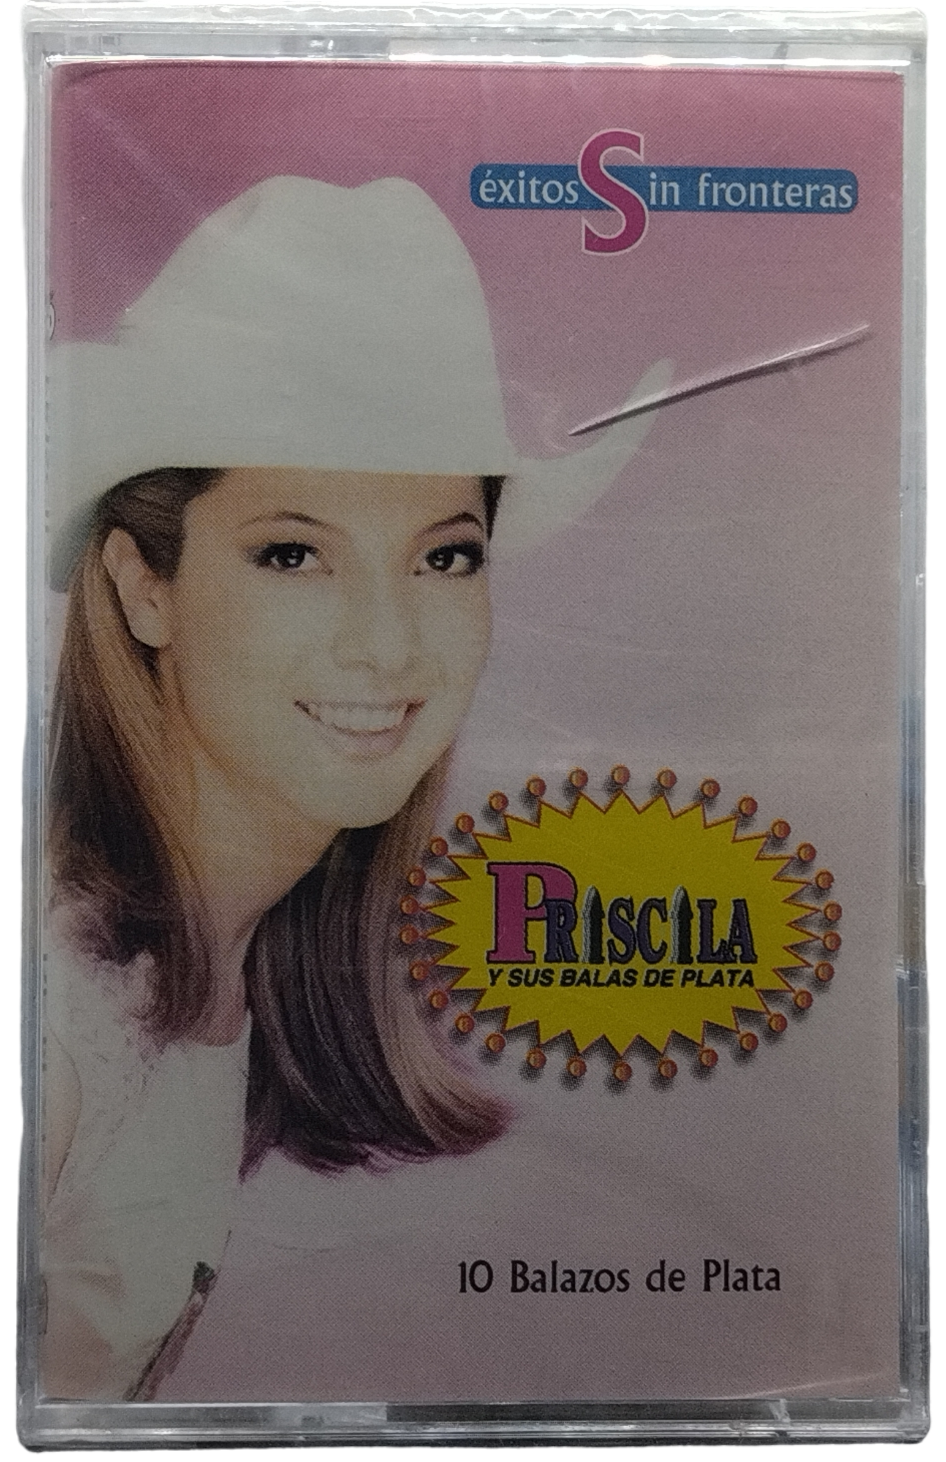 éxitos Sin fronteras
PRISCILA
Y SUS BALAS DE PLATA
10 Balazos de Plata